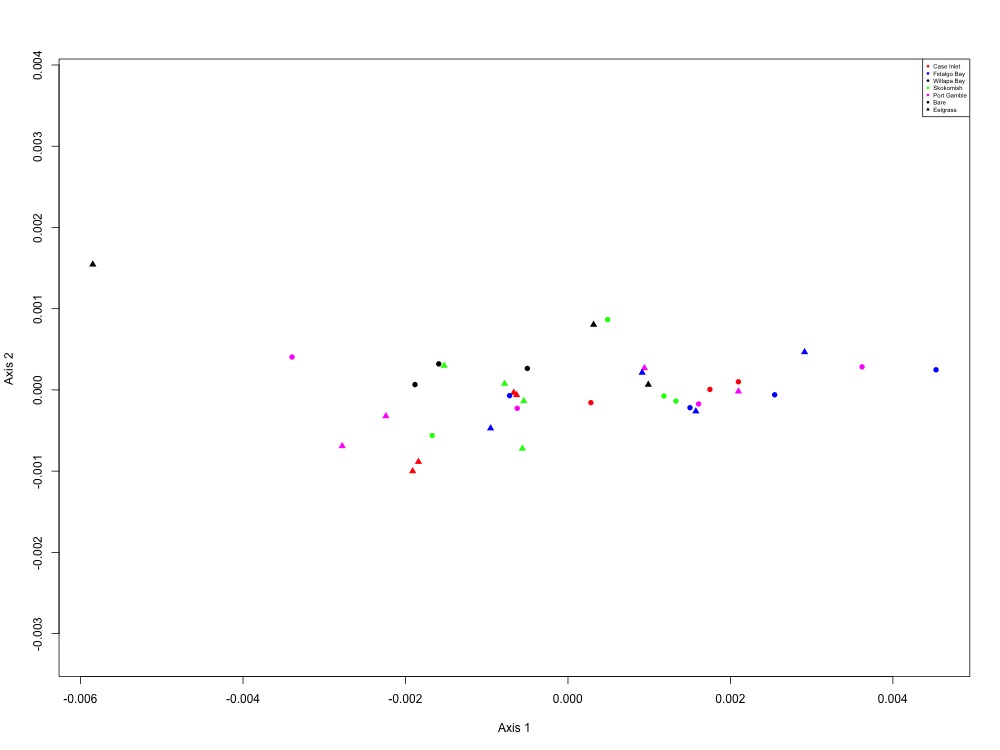 0.004
0.003
0.002
0.001
0.000
-0.001
-0.002
-0.003
Axis 2
Case Inlet
Fidalgo Bay
Willapa Bay
Skokomish
Port Gamble
Bare
Eelgrass
-0.006 -0.004 -0.002 0.000 0.002 0.004
Axis 1